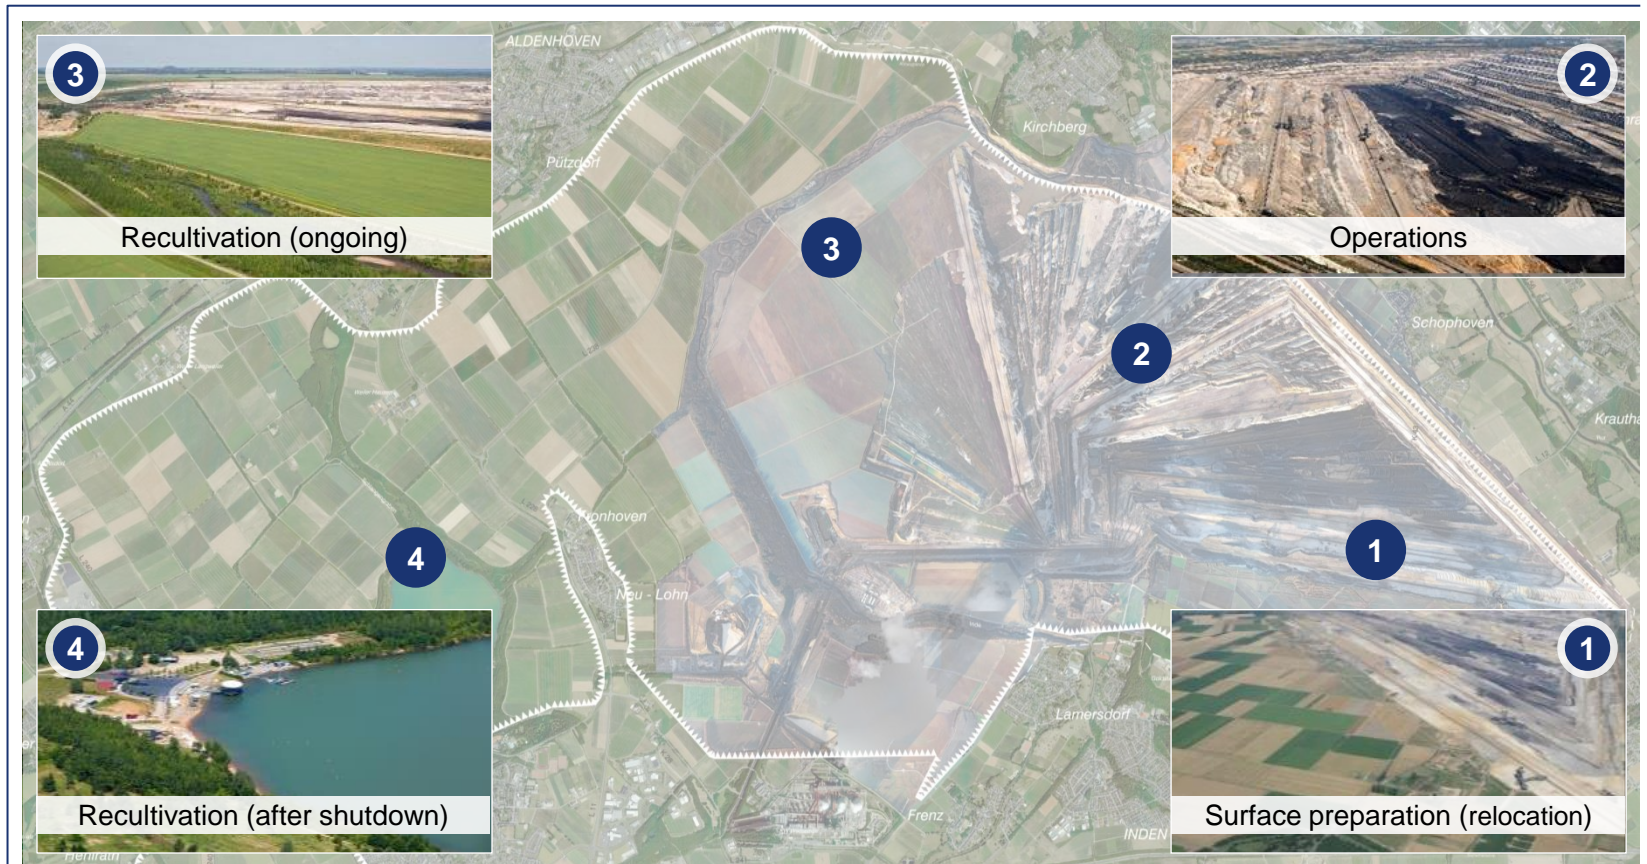 3
Recultivation (ongoing)
2
Operations
4
Recultivation (after shutdown)
1
Surface preparation (relocation)
ALDENHOVEN
Kirchberg
Pützdorf
3
2
Schophoven
4
Fronhoven
1
Neu - Lohn
Lamersdorf
Frenz
INDEN